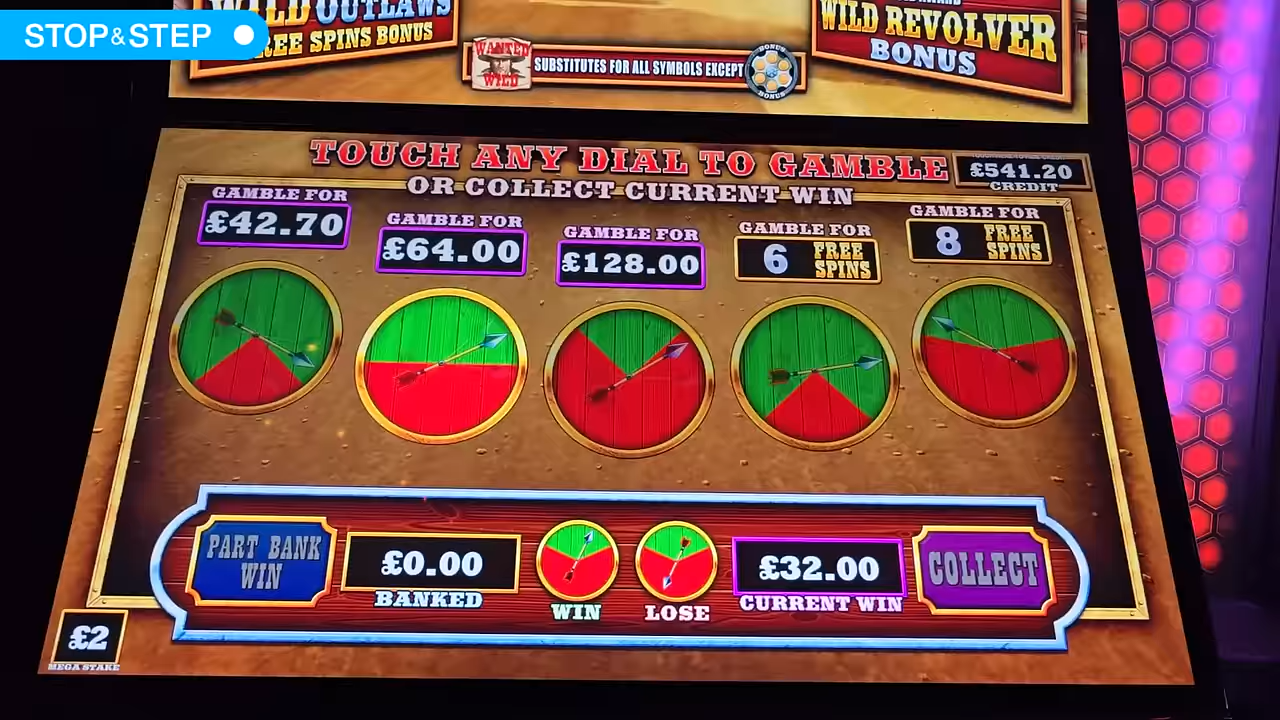 STOP&STEP
WILD OUTLAWS
FREE SPINS BONUS
WANTED
WILD
SUBSTITUTES FOR ALL SYMBOLS EXCEPT
BONUS
BONUS
WILD REVOLVER
BONUS
TOUCH ANY DIAL TO GAMBLE
OR COLLECT CURRENT WIN
£541.20
CREDIT
GAMBLE FOR
£42.70
GAMBLE FOR
£64.00
GAMBLE FOR
£128.00
GAMBLE FOR
6 FREE SPINS
GAMBLE FOR
8 FREE SPINS
PART BANK
WIN
£0.00
BANKED
WIN
LOSE
£32.00
CURRENT WIN
COLLECT
£2
MEGA STAKE